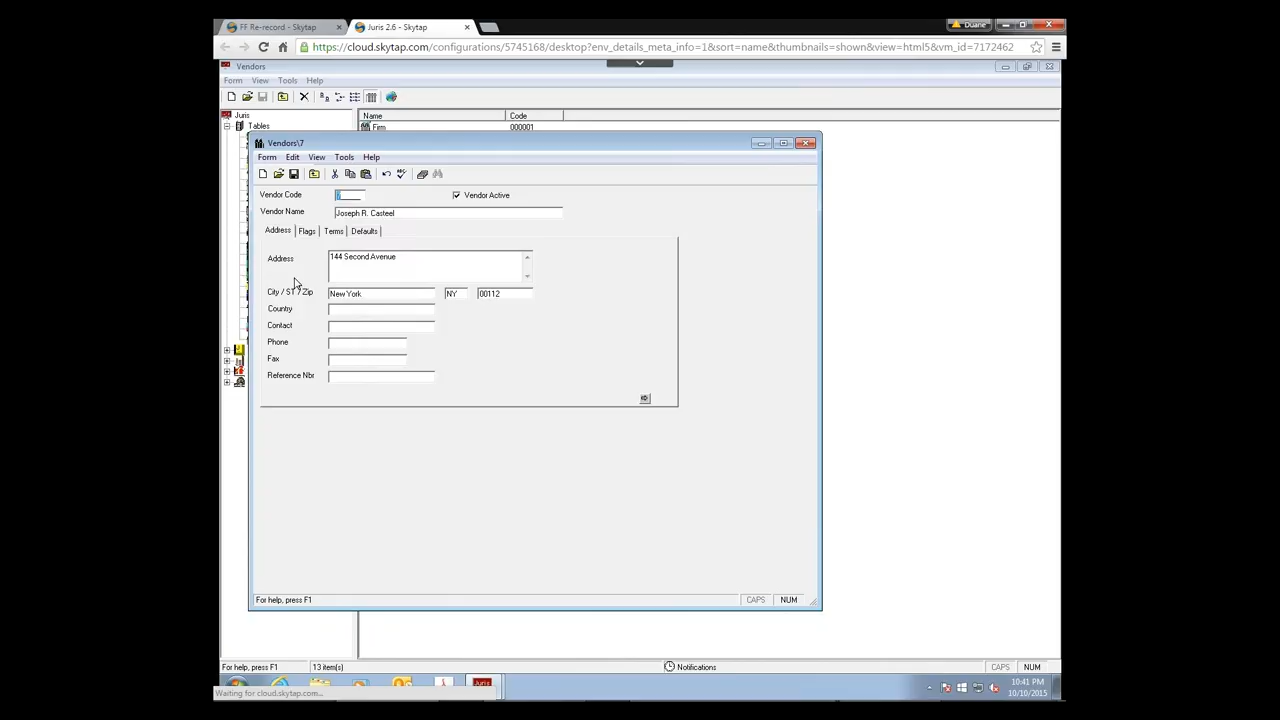 FF Re-record - Skytap
Juris 2.6 - Skytap
Duane
https://cloud.skytap.com/configurations/5745168/desktop?env_details_meta_info=1&sort=name&thumbnails=shown&view=html5&vm_id=7172462
Vendors
Form View Tools Help
Juris
Tables
Name Code
Firm 000001
Vendors\7
Form Edit View Tools Help
Vendor Code 7 Vendor Active
Vendor Name Joseph R. Casteel
Address Flags Terms Defaults
Address 144 Second Avenue
City / ST / Zip New York NY 00112
Country
Contact
Phone
Fax
Reference Nbr
For help, press F1 CAPS NUM
For help, press F1 13 item(s) Notifications CAPS NUM
Juris
Waiting for cloud.skytap.com...
10:41 PM
10/10/2015